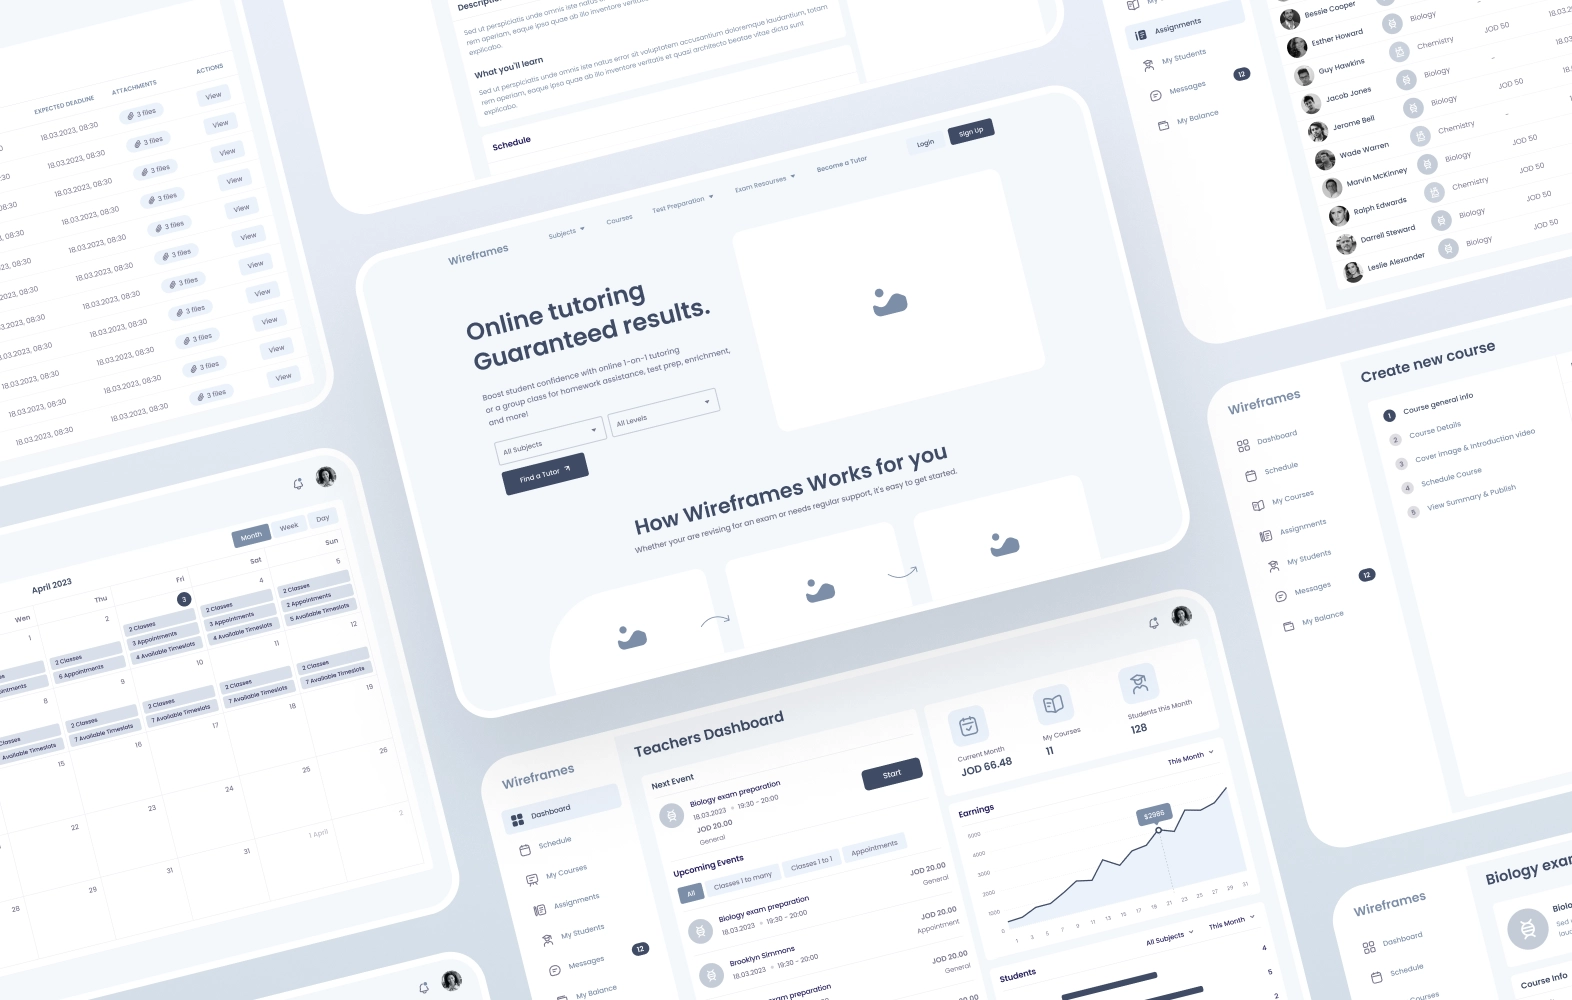 EXPECTED DEADLINE
ATTACHMENTS
ACTIONS
18.03.2023, 08:30
3 files
View
18.03.2023, 08:30
3 files
View
18.03.2023, 08:30
3 files
View
18.03.2023, 08:30
3 files
View
18.03.2023, 08:30
3 files
View
18.03.2023, 08:30
3 files
View
18.03.2023, 08:30
3 files
View
18.03.2023, 08:30
3 files
View
18.03.2023, 08:30
3 files
View
18.03.2023, 08:30
3 files
View
18.03.2023, 08:30
3 files
View
18.03.2023, 08:30
Sed ut perspiciatis unde omnis iste natus
rem aperiam, eaque ipsa quae ab illo inventore veritatis
explicabo.
What you'll learn
Sed ut perspiciatis unde omnis iste natus error sit voluptatem accusantium doloremque laudantium, totam
rem aperiam, eaque ipsa quae ab illo inventore veritatis et quasi architecto beatae vitae dicta sunt
explicabo.
Schedule
Wireframes
Subjects
Courses
Test Preparation
Exam Resourses
Become a Tutor
Login
Sign Up
Online tutoring
Guaranteed results.
Boost student confidence with online 1-on-1 tutoring
or a group class for homework assistance, test prep, enrichment,
and more!
All Subjects
All Levels
Find a Tutor
How Wireframes Works for you
Whether your are revising for an exam or needs regular support, it's easy to get started.
Assignments
My Students
Messages
12
My Balance
Bessie Cooper
Biology
-
Esther Howard
Chemistry
JOD 50
Guy Hawkins
Biology
-
Jacob Jones
Biology
JOD 50
Jerome Bell
Chemistry
-
Wade Warren
Biology
JOD 50
Marvin McKinney
Chemistry
-
Ralph Edwards
Biology
JOD 50
Darrell Steward
Biology
JOD 50
Leslie Alexander
Wireframes
Dashboard
Schedule
My Courses
Assignments
My Students
Messages
12
My Balance
Create new course
1
Course general info
2
Course Details
3
Cover image & Introduction video
4
Schedule Course
5
View Summary & Publish
April 2023
Month
Week
Day
Wen
Thu
Fri
Sat
Sun
1
2
3
4
5
2 Classes
6 Appointments
2 Classes
3 Appointments
4 Available Timeslots
2 Classes
3 Appointments
4 Available Timeslots
2 Classes
2 Appointments
5 Available Timeslots
8
9
10
11
12
Classes
Available Timeslots
2 Classes
7 Available Timeslots
2 Classes
7 Available Timeslots
2 Classes
7 Available Timeslots
2 Classes
7 Available Timeslots
15
16
17
18
19
22
23
24
25
26
28
29
31
31
1 April
2
Wireframes
Dashboard
Schedule
My Courses
Assignments
My Students
Messages
12
My Balance
Teachers Dashboard
Next Event
Biology exam preparation
18.03.2023
19:30 - 20:00
JOD 20.00
General
Start
Upcoming Events
All
Classes 1 to many
Classes 1 to 1
Appointments
Biology exam preparation
18.03.2023
19:30 - 20:00
JOD 20.00
General
Brooklyn Simmons
18.03.2023
19:30 - 20:00
JOD 20.00
Appointment
exam preparation
19:30 - 20:00
JOD 20.00
General
JOD 20.00
Current Month
JOD 66.48
My Courses
11
Students this Month
128
Earnings
This Month
$2986
5000
4000
3000
2000
1000
0
1
3
5
7
9
11
13
15
17
19
21
23
25
27
29
31
Students
All Subjects
This Month
4
5
2
Wireframes
Dashboard
Schedule
Courses
Biology exam
Course Info